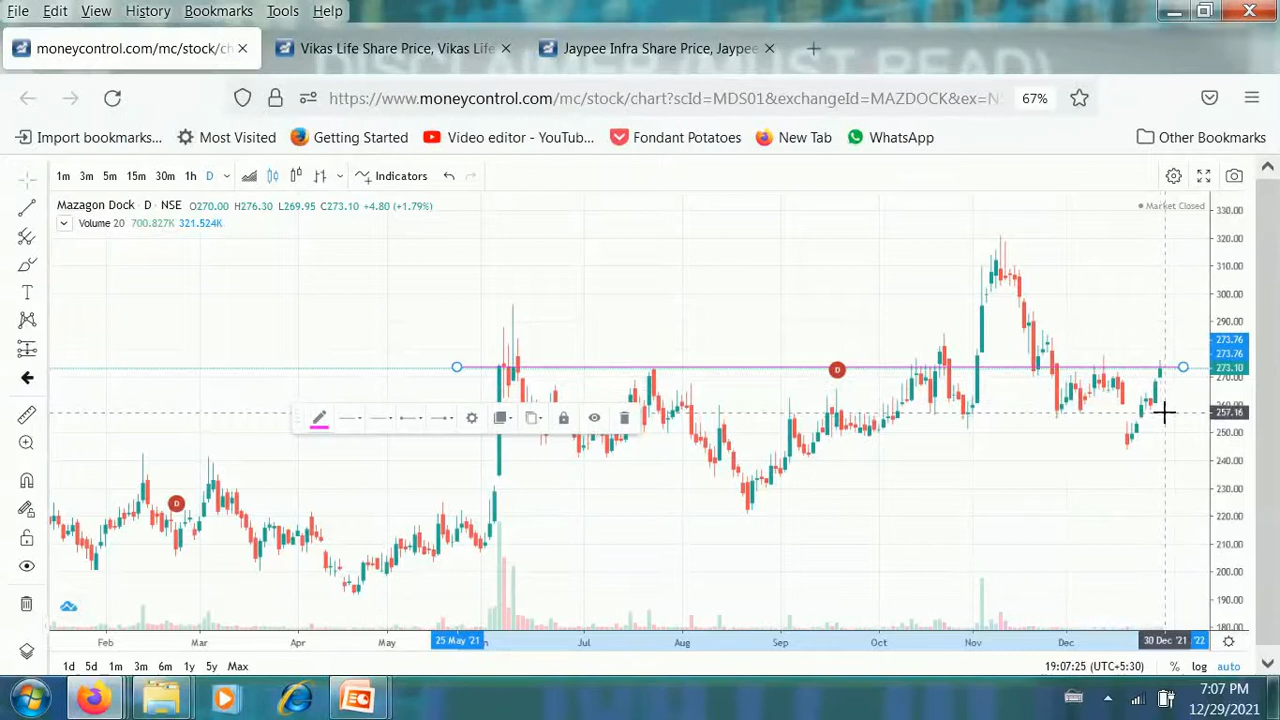 File Edit View History Bookmarks Tools Help
moneycontrol.com/mc/stock/ch
Vikas Life Share Price, Vikas Life
Jaypee Infra Share Price, Jaypee
DISCLAIMER (MUST READ)
https://www.moneycontrol.com/mc/stock/chart?scId=MDS01&exchangeId=MAZDOCK&ex=NS
67%
Import bookmarks... Most Visited Getting Started Video editor - YouTub... Fondant Potatoes New Tab WhatsApp Other Bookmarks
1m 3m 5m 15m 30m 1h D Indicators
Mazagon Dock · D · NSE O270.00 H276.30 L269.95 C273.10 +4.80 (+1.79%)
Market Closed
Volume 20 700.827K 321.524K
330.00
320.00
310.00
300.00
290.00
273.76
273.76
273.10
270.00
257.16
250.00
240.00
230.00
220.00
210.00
200.00
190.00
180.00
D
D
Feb Mar Apr May 25 May '21 Jul Aug Sep Oct Nov Dec 30 Dec '21 '22
1d 5d 1m 3m 6m 1y 5y Max
19:07:25 (UTC+5:30) % log auto
7:07 PM
12/29/2021